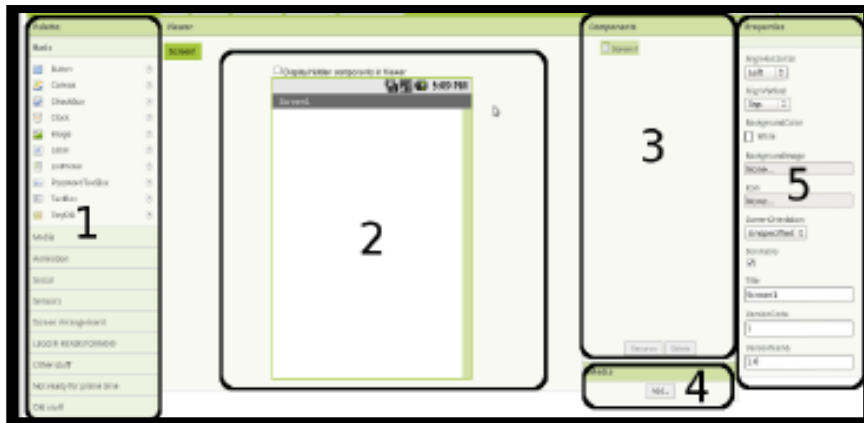 Palette
Basic
Button
Canvas
CheckBox
Clock
Image
Label
ListPicker
PasswordTextBox
TextBox
TinyDB
1
Media
Animation
Social
Sensors
Screen Arrangement
LEGO® MINDSTORMS®
Other stuff
Not ready for prime time
Old stuff
Viewer
Screen1
Display hidden components in Viewer
5:09 PM
Screen1
2
Components
Screen1
3
Rename
Delete
Media
Add...
4
Properties
AlignHorizontal
Left
AlignVertical
Top
BackgroundColor
White
BackgroundImage
None...
Icon
None...
5
ScreenOrientation
Unspecified
Scrollable
Title
Screen1
VersionCode
1
VersionName
1.0